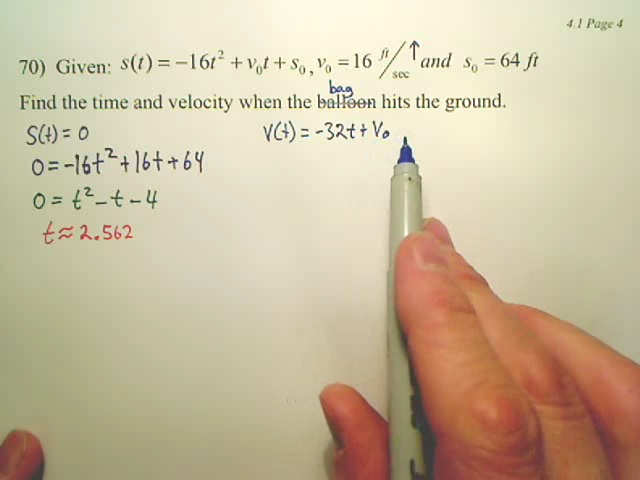 4.1 Page 4
70) Given: s(t) = −16t² + v₀t + s₀ , v₀ = 16 ft/sec ↑ and s₀ = 64 ft
bag
Find the time and velocity when the balloon hits the ground.
S(t) = 0
V(t) = -32t + V₀
0 = -16t² + 16t + 64
0 = t² - t - 4
t ≈ 2.562